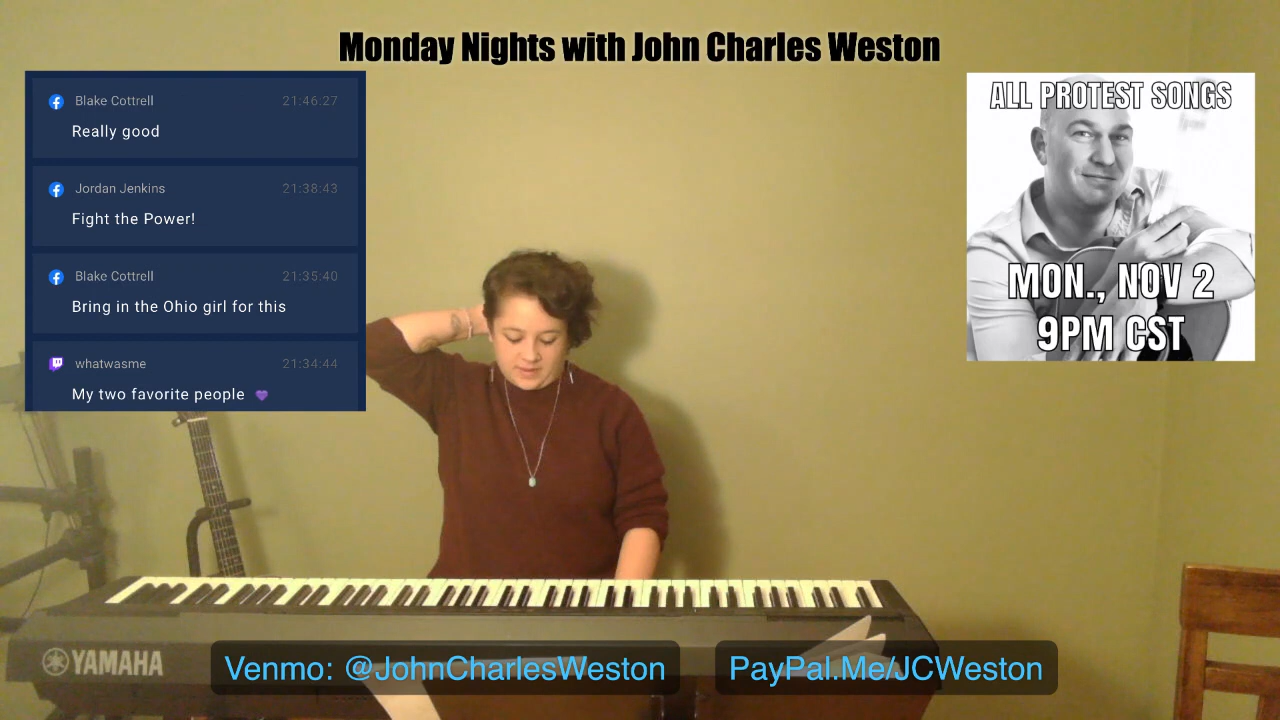 Monday Nights with John Charles Weston
Blake Cottrell 21:46:27
Really good
Jordan Jenkins 21:38:43
Fight the Power!
Blake Cottrell 21:35:40
Bring in the Ohio girl for this
whatwasme 21:34:44
My two favorite people 💜
ALL PROTEST SONGS
MON., NOV 2
9PM CST
YAMAHA
Venmo: @JohnCharlesWeston
PayPal.Me/JCWeston